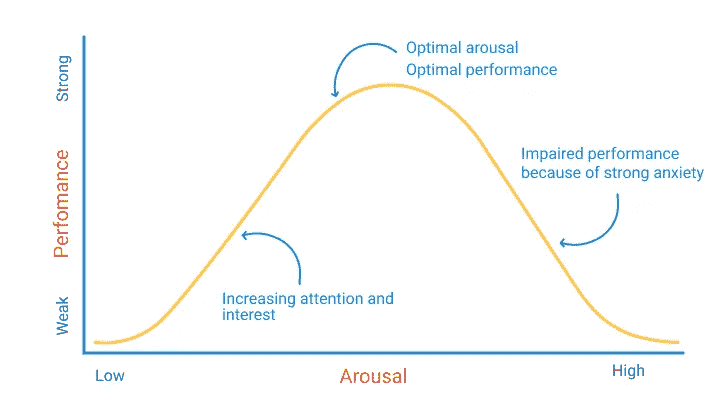 Optimal arousal
Optimal performance
Strong
Impaired performance
because of strong anxiety
Perfomance
Increasing attention and
interest
Weak
Low
Arousal
High